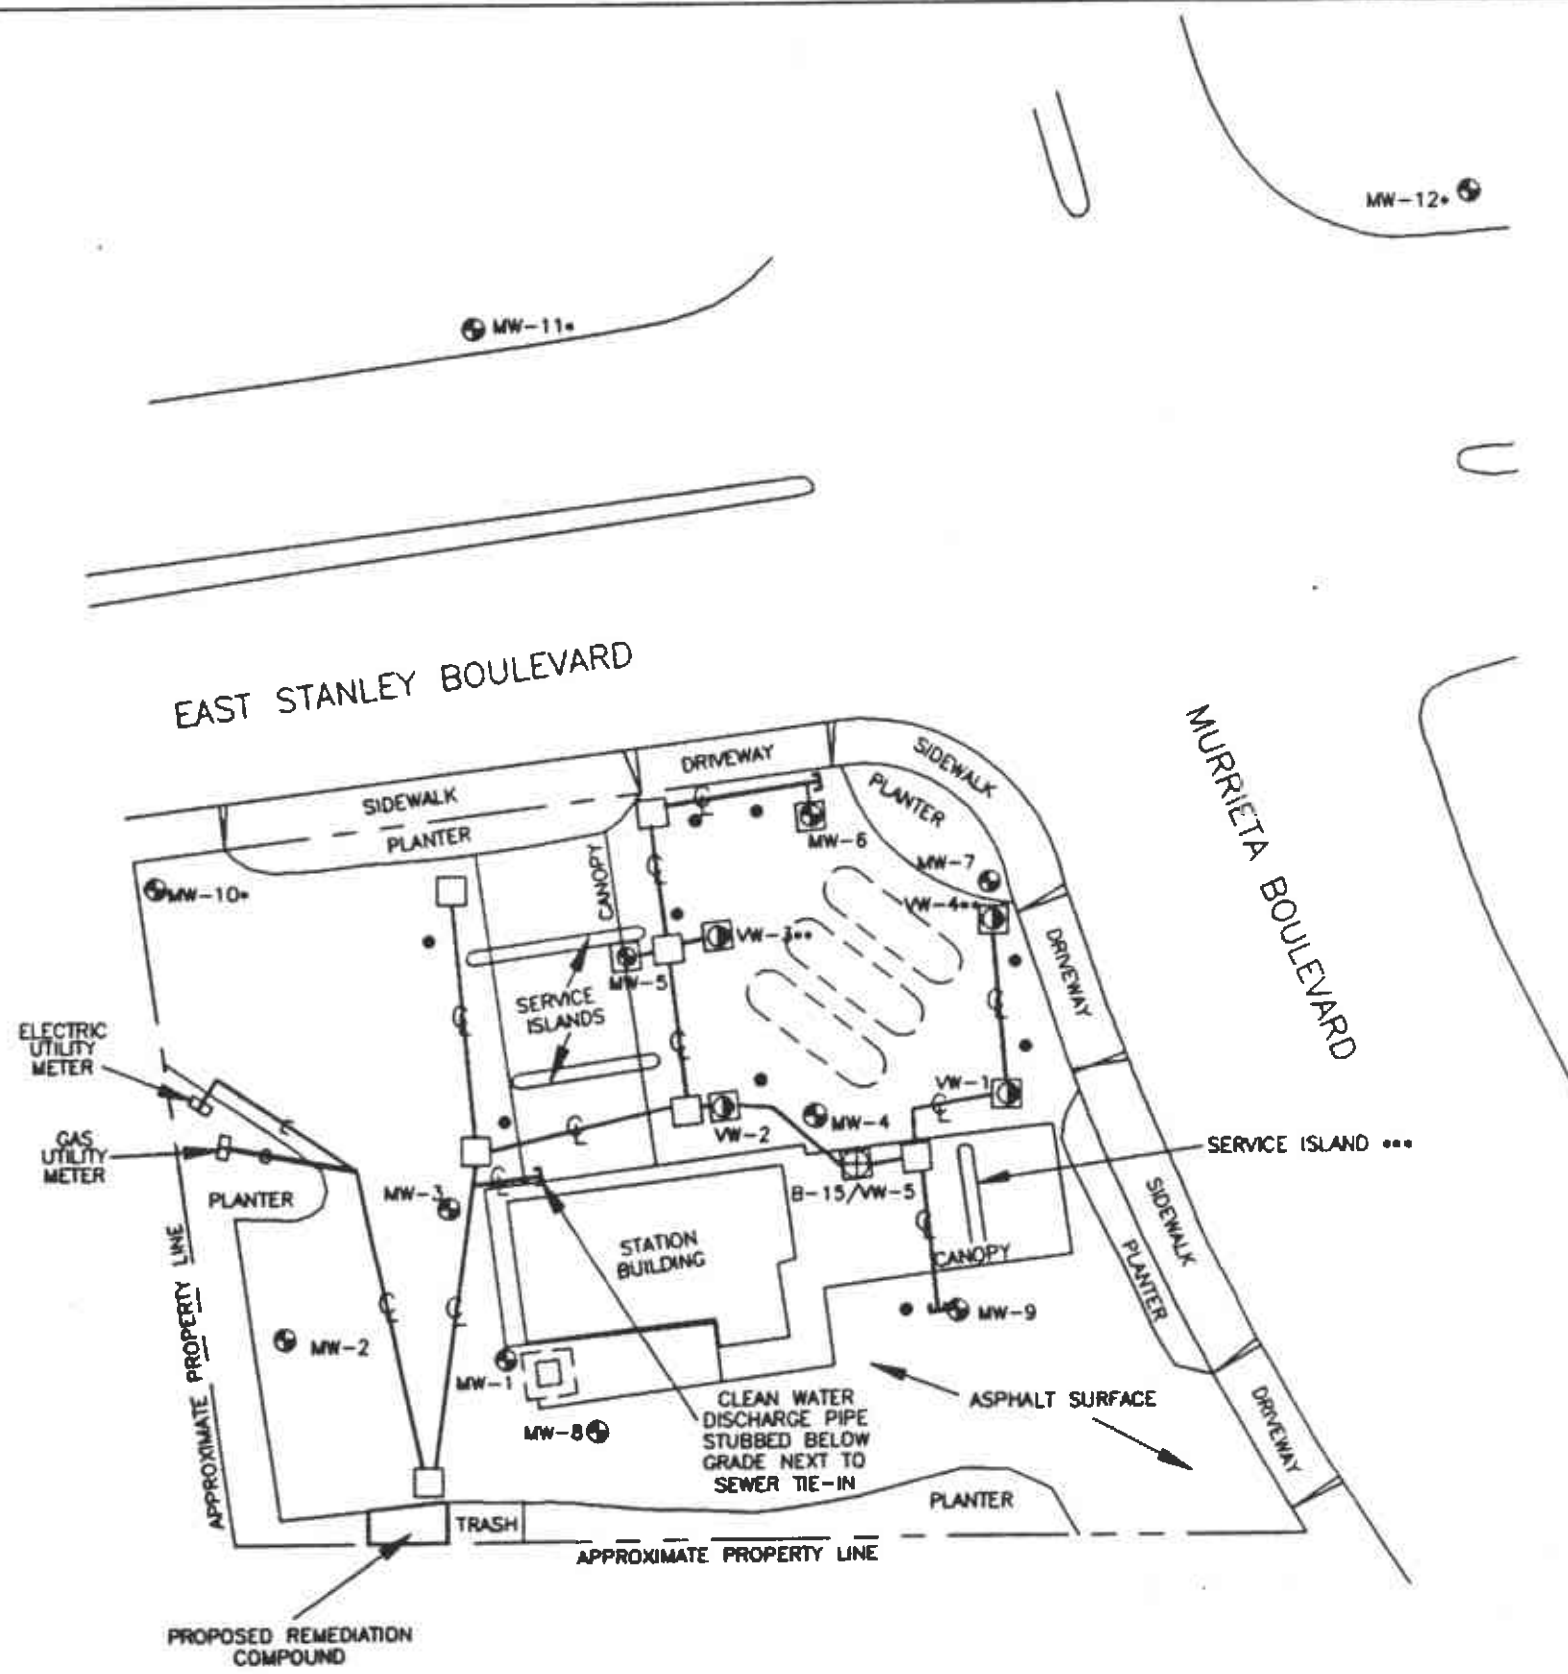 MW-12*
MW-11*
EAST STANLEY BOULEVARD
MURRIETA BOULEVARD
DRIVEWAY
SIDEWALK
SIDEWALK
PLANTER
PLANTER
MW-6
CANOPY
MW-7
MW-10*
VW-4**
VW-3**
DRIVEWAY
MW-5
SERVICE
ISLANDS
ELECTRIC
UTILITY
METER
VW-1
GAS
UTILITY
METER
VW-2
MW-4
SERVICE ISLAND ***
PLANTER
MW-3
B-15/VW-5
SIDEWALK
STATION
BUILDING
CANOPY
PLANTER
APPROXIMATE PROPERTY LINE
MW-9
MW-2
MW-1
CLEAN WATER
DISCHARGE PIPE
STUBBED BELOW
GRADE NEXT TO
SEWER TIE-IN
ASPHALT SURFACE
DRIVEWAY
MW-8
PLANTER
TRASH
APPROXIMATE PROPERTY LINE
PROPOSED REMEDIATION
COMPOUND